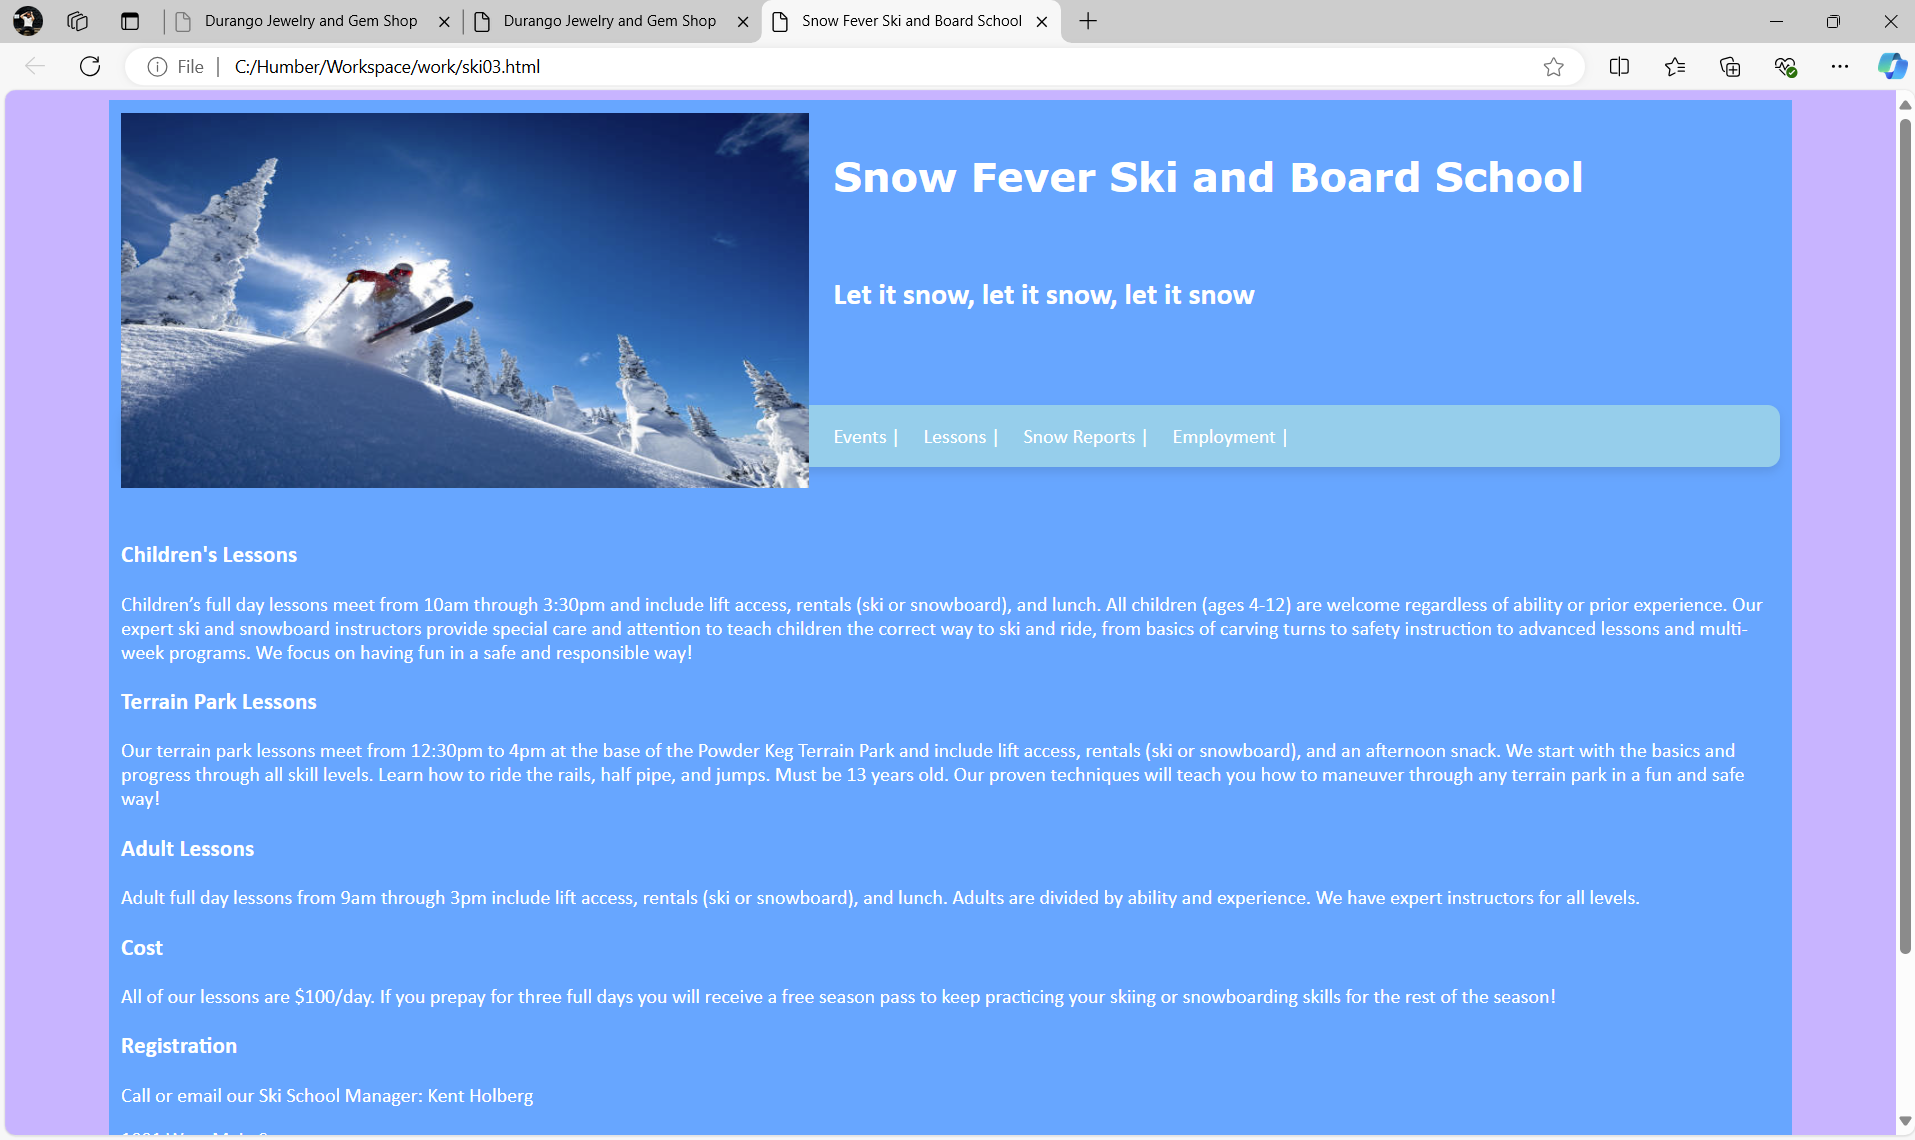 Durango Jewelry and Gem Shop
Durango Jewelry and Gem Shop
Snow Fever Ski and Board School
File
C:/Humber/Workspace/work/ski03.html
Snow Fever Ski and Board School
Let it snow, let it snow, let it snow
Events | Lessons | Snow Reports | Employment |
Children's Lessons
Children’s full day lessons meet from 10am through 3:30pm and include lift access, rentals (ski or snowboard), and lunch. All children (ages 4-12) are welcome regardless of ability or prior experience. Our
expert ski and snowboard instructors provide special care and attention to teach children the correct way to ski and ride, from basics of carving turns to safety instruction to advanced lessons and multi-
week programs. We focus on having fun in a safe and responsible way!
Terrain Park Lessons
Our terrain park lessons meet from 12:30pm to 4pm at the base of the Powder Keg Terrain Park and include lift access, rentals (ski or snowboard), and an afternoon snack. We start with the basics and
progress through all skill levels. Learn how to ride the rails, half pipe, and jumps. Must be 13 years old. Our proven techniques will teach you how to maneuver through any terrain park in a fun and safe
way!
Adult Lessons
Adult full day lessons from 9am through 3pm include lift access, rentals (ski or snowboard), and lunch. Adults are divided by ability and experience. We have expert instructors for all levels.
Cost
All of our lessons are $100/day. If you prepay for three full days you will receive a free season pass to keep practicing your skiing or snowboarding skills for the rest of the season!
Registration
Call or email our Ski School Manager: Kent Holberg